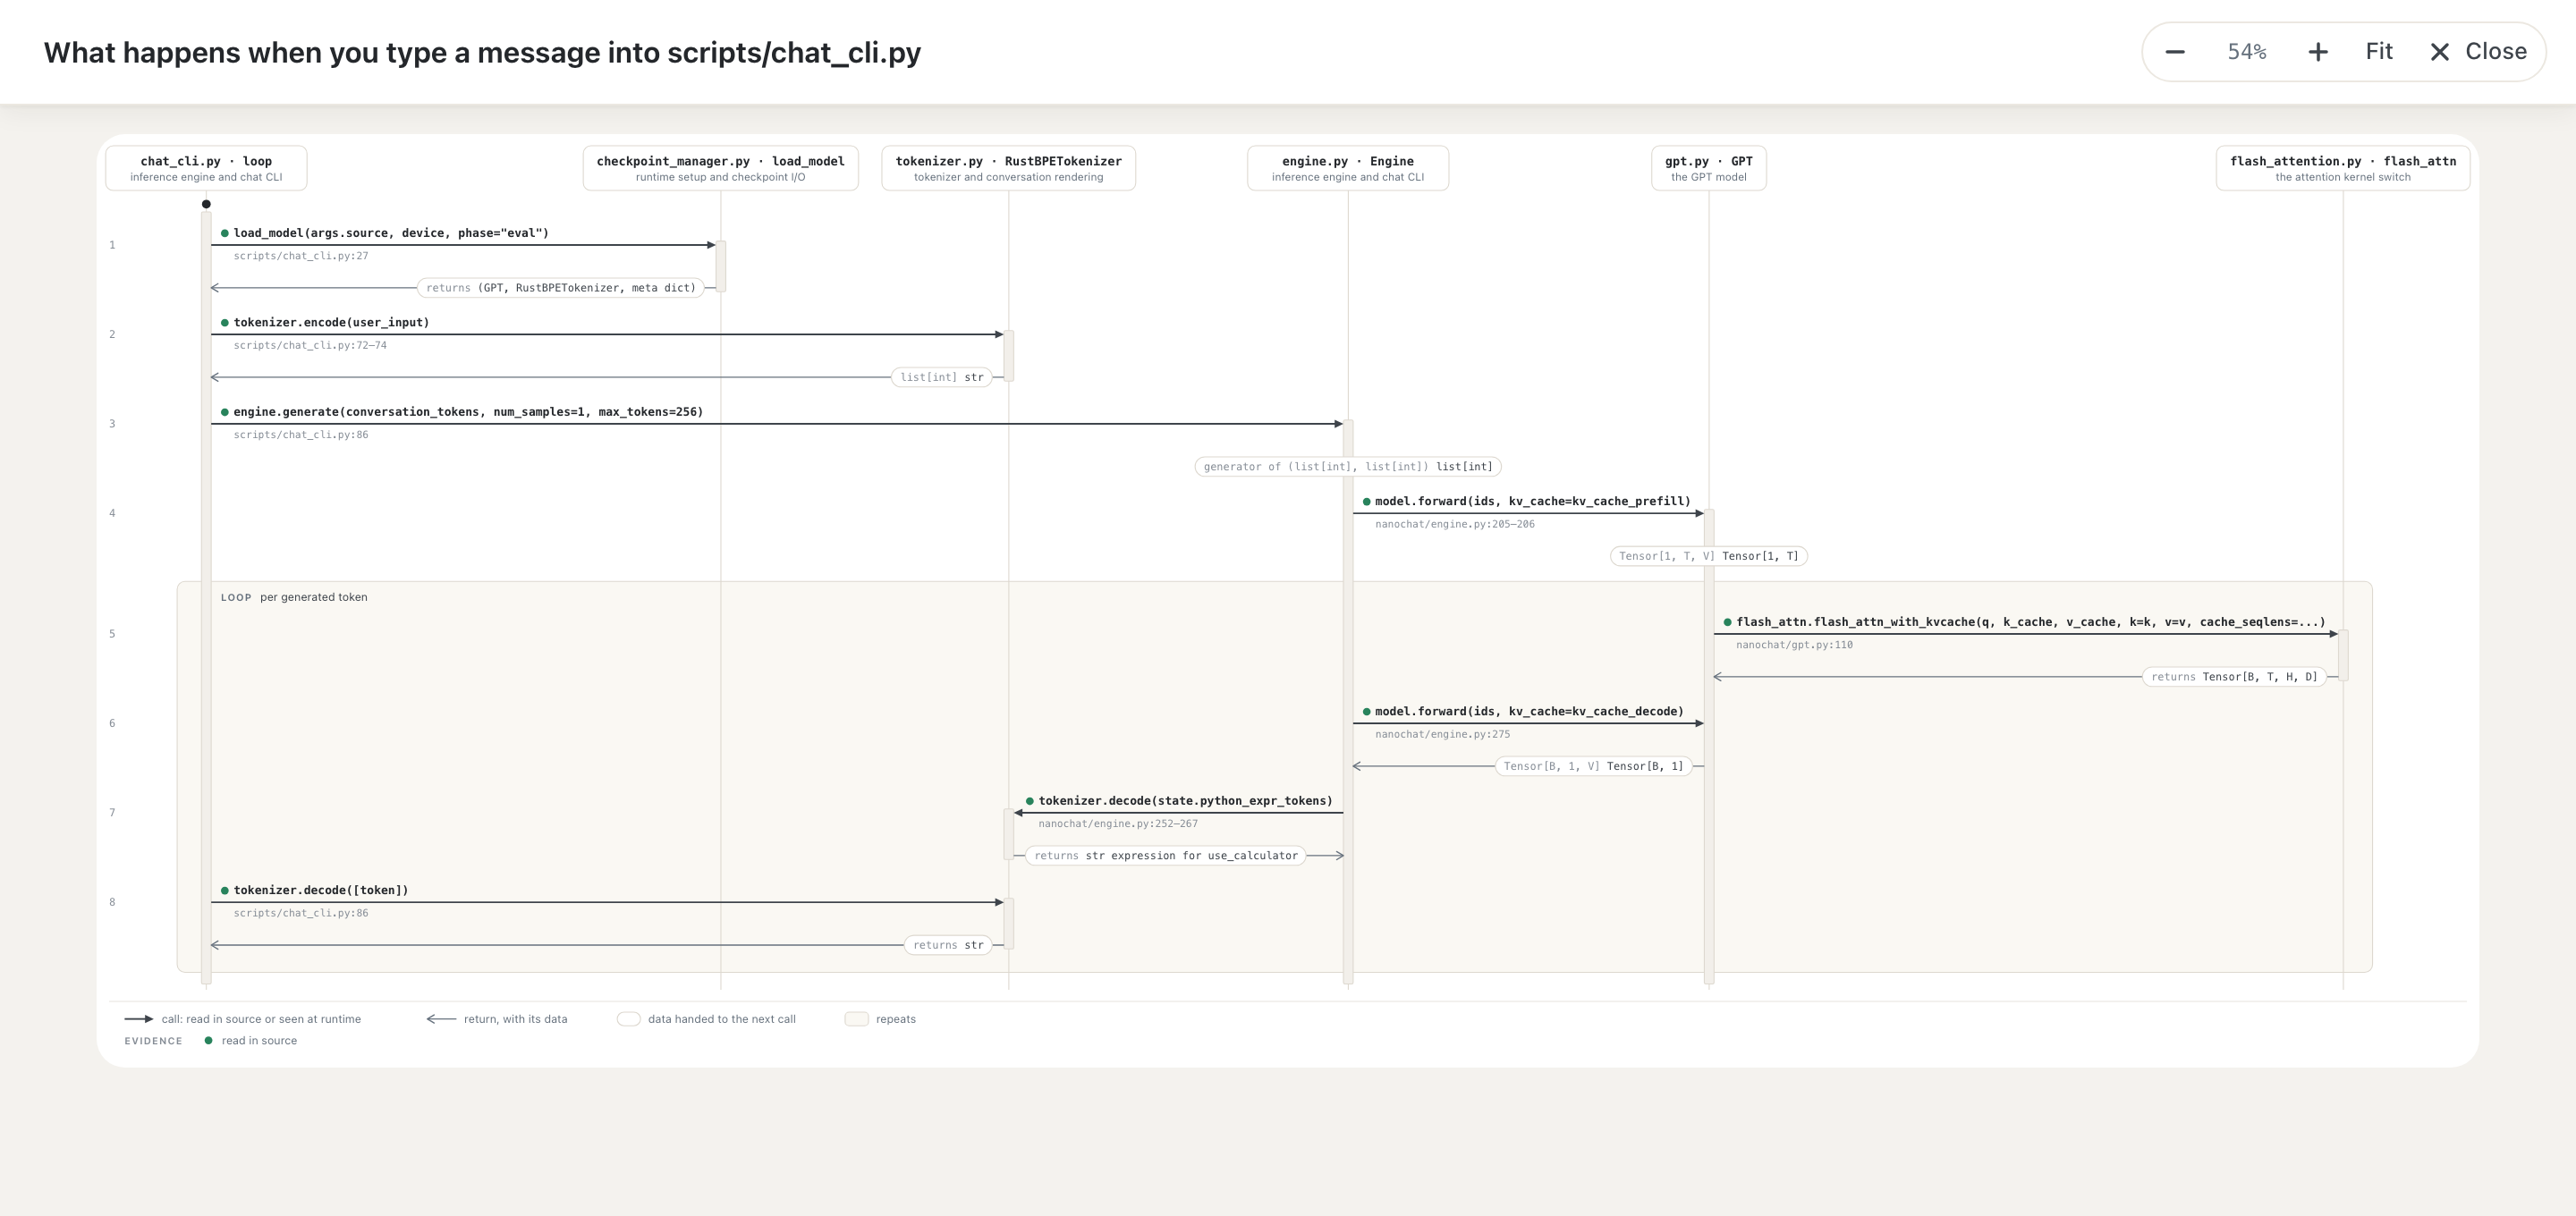 What happens when you type a message into scripts/chat_cli.py
54%
Fit
Close
chat_cli.py · loop
inference engine and chat CLI
checkpoint_manager.py · load_model
runtime setup and checkpoint I/O
tokenizer.py · RustBPETokenizer
tokenizer and conversation rendering
engine.py · Engine
inference engine and chat CLI
gpt.py · GPT
the GPT model
flash_attention.py · flash_attn
the attention kernel switch
1
load_model(args.source, device, phase="eval")
scripts/chat_cli.py:27
returns (GPT, RustBPETokenizer, meta dict)
2
tokenizer.encode(user_input)
scripts/chat_cli.py:72–74
list[int] str
3
engine.generate(conversation_tokens, num_samples=1, max_tokens=256)
scripts/chat_cli.py:86
generator of (list[int], list[int]) list[int]
4
model.forward(ids, kv_cache=kv_cache_prefill)
nanochat/engine.py:205–206
Tensor[1, T, V] Tensor[1, T]
LOOP per generated token
5
flash_attn.flash_attn_with_kvcache(q, k_cache, v_cache, k=k, v=v, cache_seqlens=...)
nanochat/gpt.py:110
returns Tensor[B, T, H, D]
6
model.forward(ids, kv_cache=kv_cache_decode)
nanochat/engine.py:275
Tensor[B, 1, V] Tensor[B, 1]
7
tokenizer.decode(state.python_expr_tokens)
nanochat/engine.py:252–267
returns str expression for use_calculator
8
tokenizer.decode([token])
scripts/chat_cli.py:86
returns str
call: read in source or seen at runtime
return, with its data
data handed to the next call
repeats
EVIDENCE
read in source